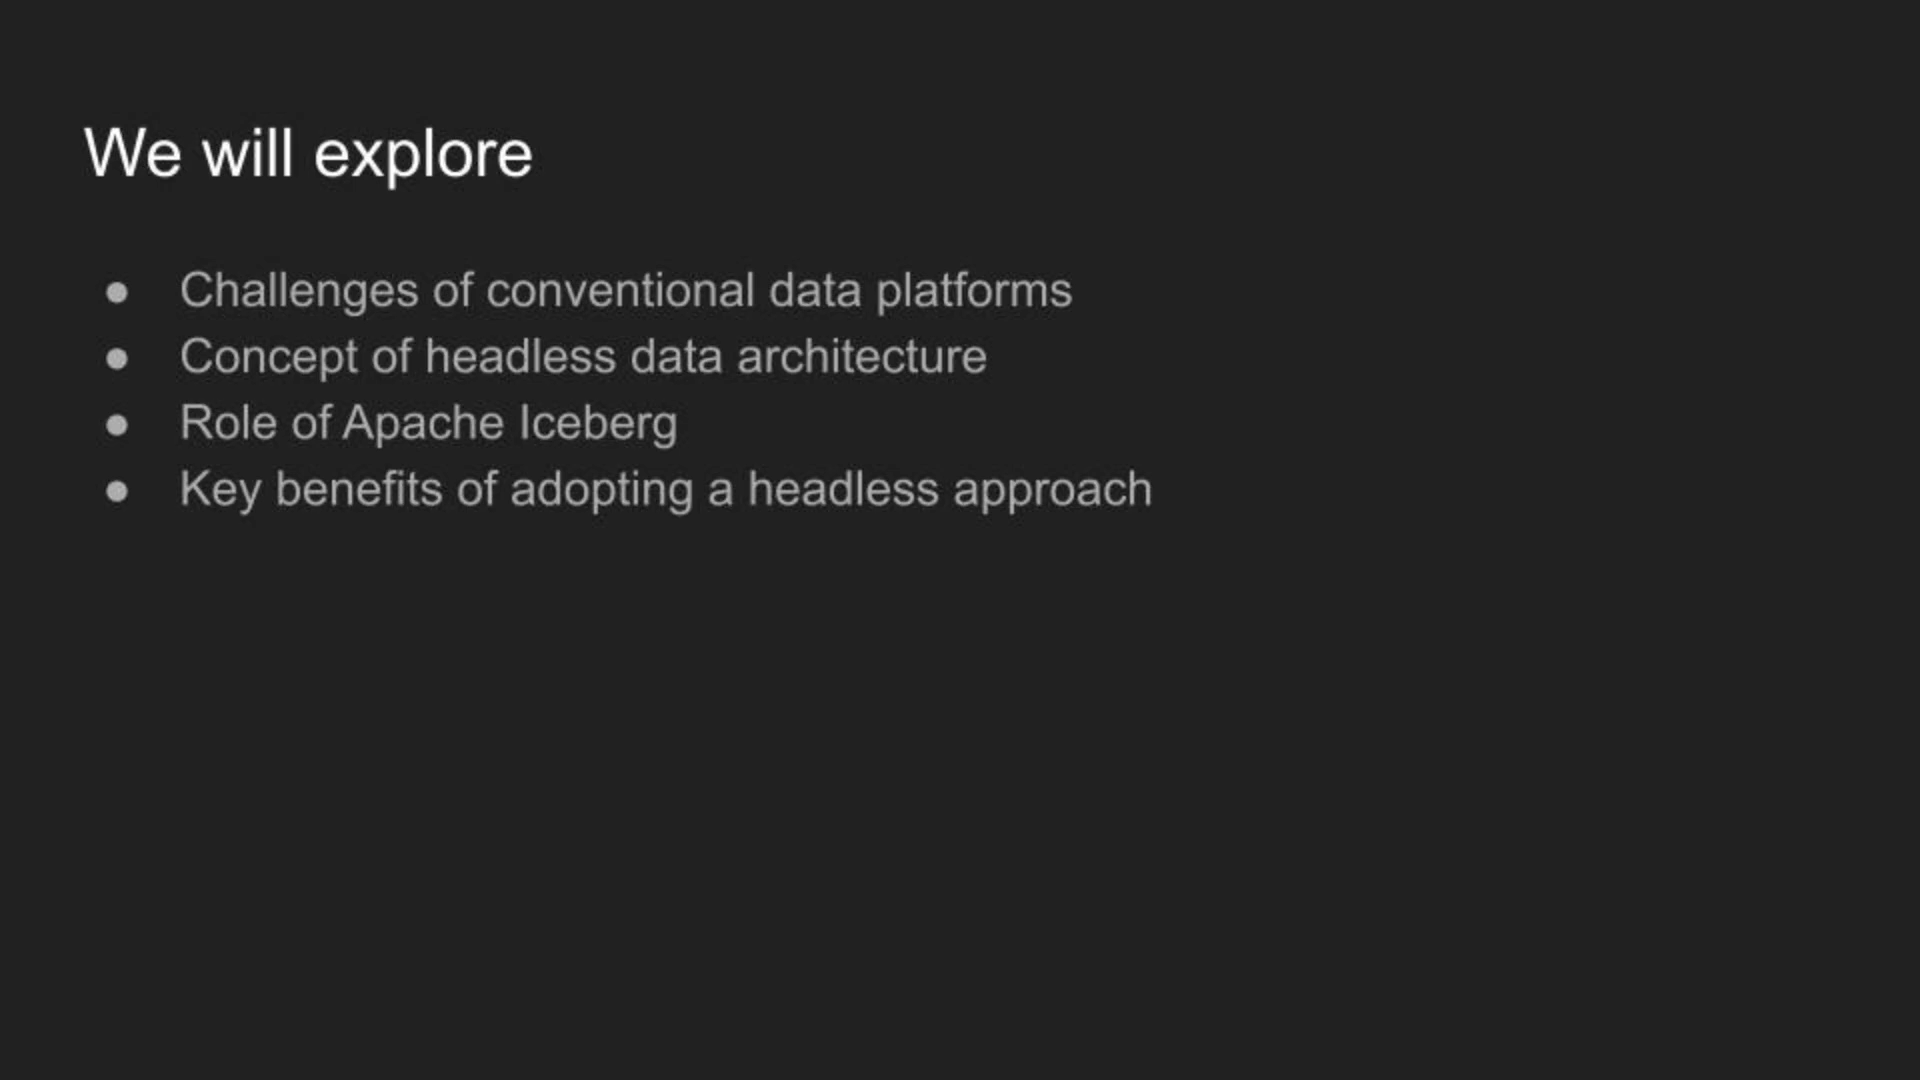 We will explore
● Challenges of conventional data platforms
● Concept of headless data architecture
● Role of Apache Iceberg
● Key benefits of adopting a headless approach